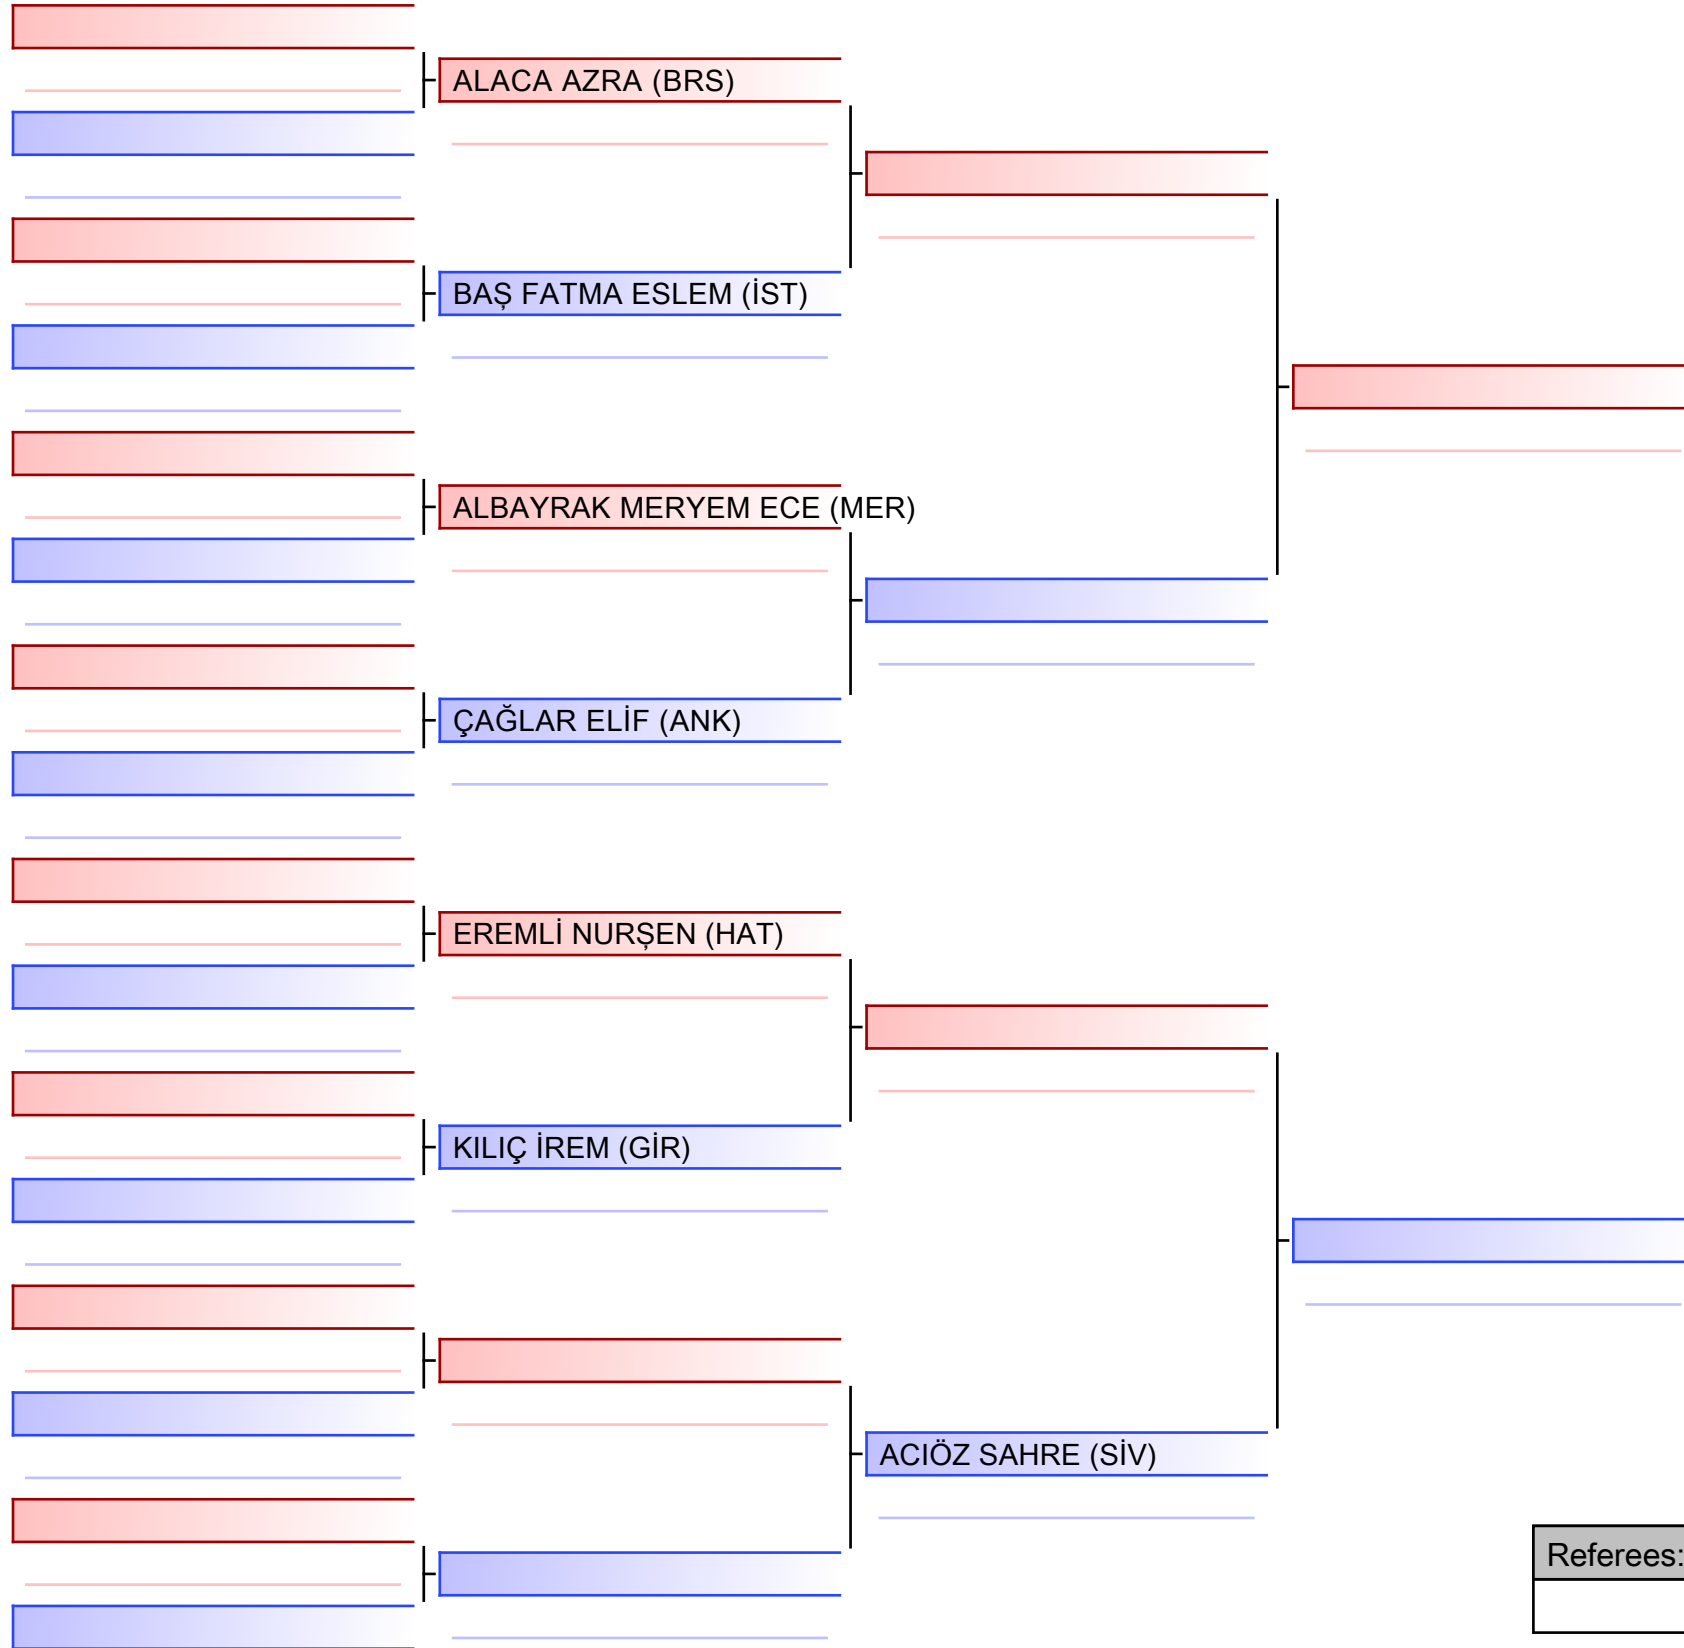 ALACA AZRA (BRS)
BAŞ FATMA ESLEM (İST)
ALBAYRAK MERYEM ECE (MER)
ÇAĞLAR ELİF (ANK)
EREMLİ NURŞEN (HAT)
KILIÇ İREM (GİR)
ACIÖZ SAHRE (SİV)
Referees: